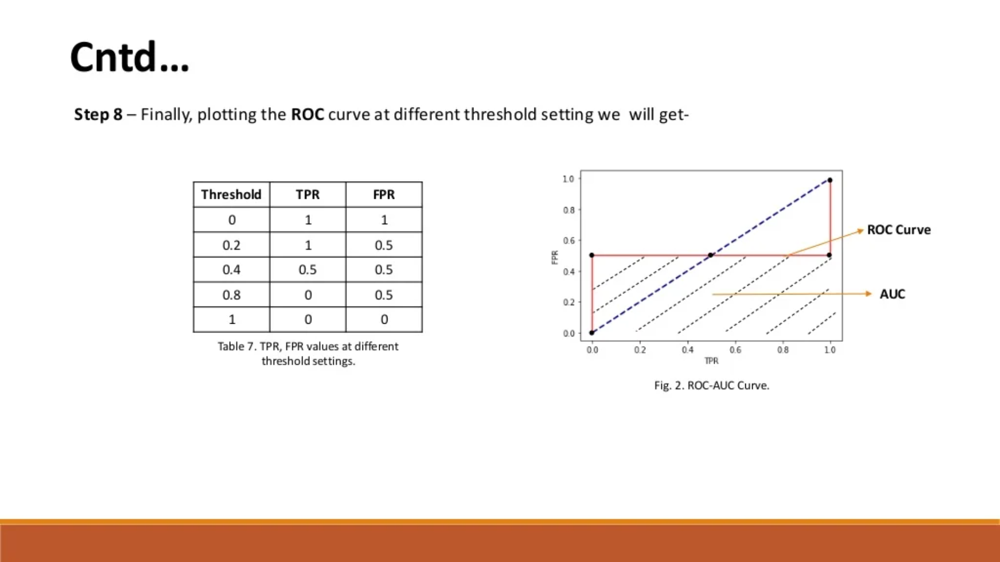 Cntd...
Step 8 – Finally, plotting the ROC curve at different threshold setting we  will get-
Threshold TPR FPR
0 1 1
0.2 1 0.5
0.4 0.5 0.5
0.8 0 0.5
1 0 0
Table 7. TPR, FPR values at different
threshold settings.
1.0
0.8
0.6
0.4
0.2
0.0
FPR
0.0 0.2 0.4 0.6 0.8 1.0
TPR
ROC Curve
AUC
Fig. 2. ROC-AUC Curve.